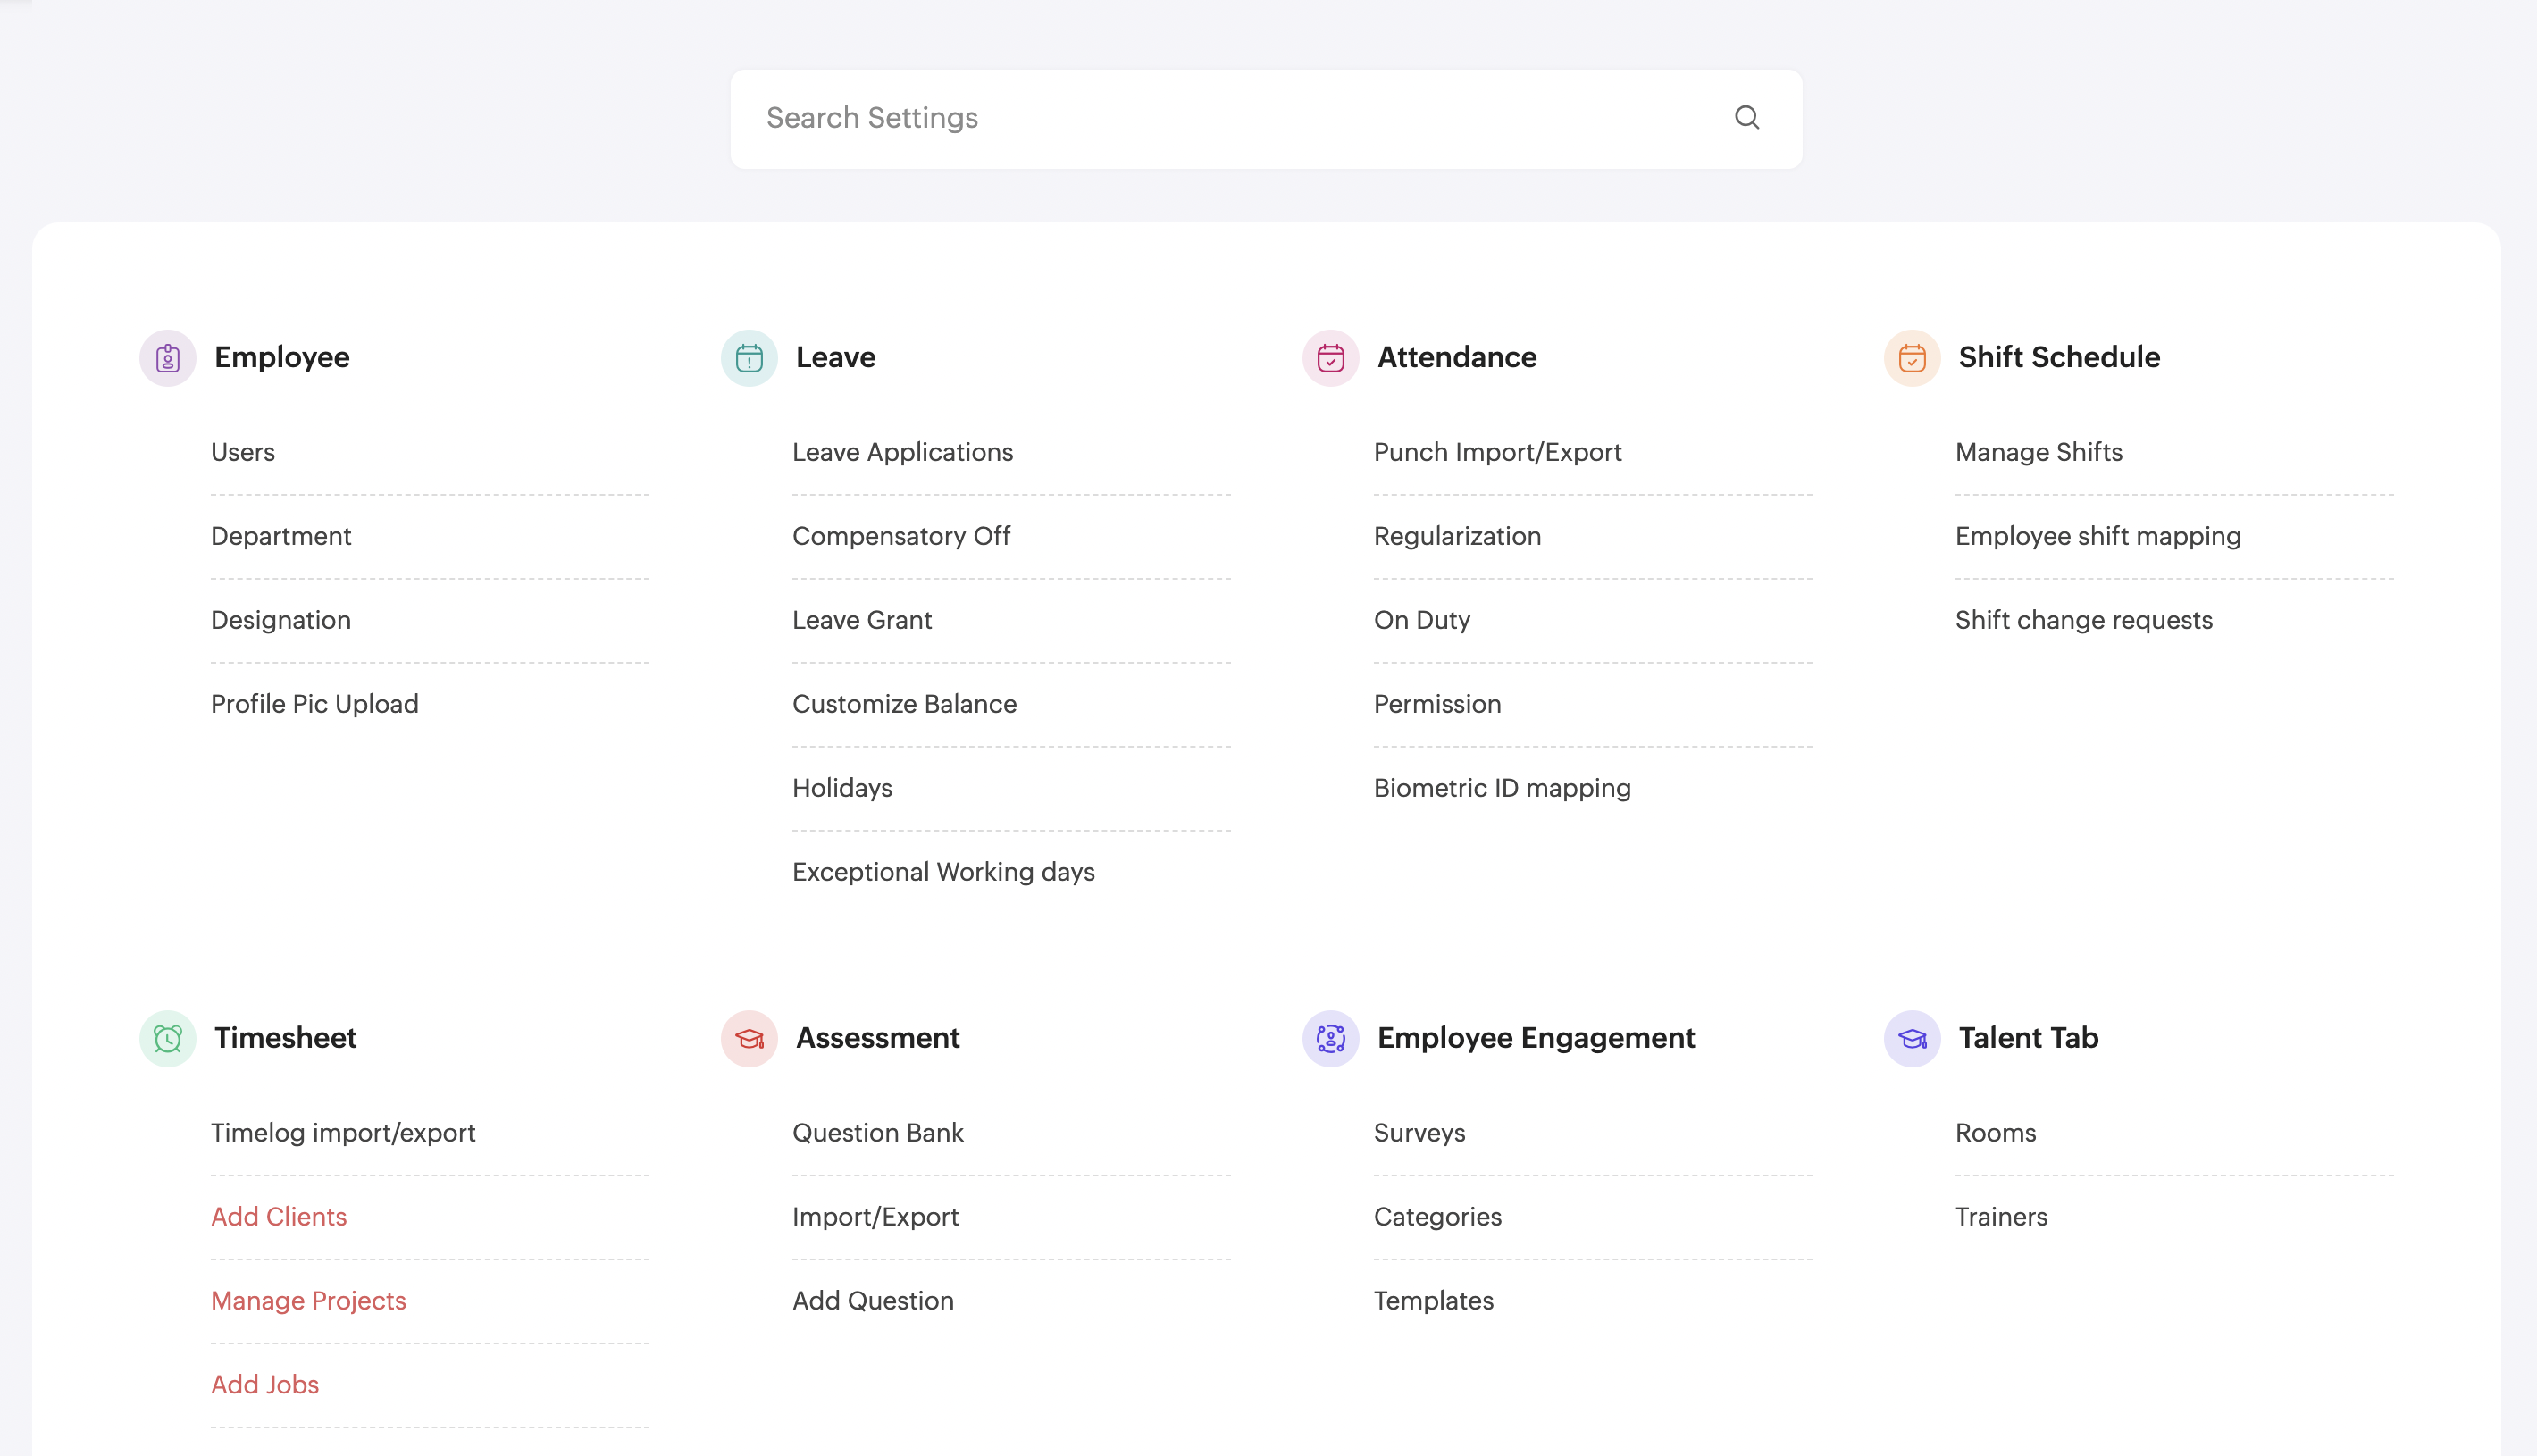 Search Settings
Employee
Users
Department
Designation
Profile Pic Upload
Leave
Leave Applications
Compensatory Off
Leave Grant
Customize Balance
Holidays
Exceptional Working days
Attendance
Punch Import/Export
Regularization
On Duty
Permission
Biometric ID mapping
Shift Schedule
Manage Shifts
Employee shift mapping
Shift change requests
Timesheet
Timelog import/export
Add Clients
Manage Projects
Add Jobs
Assessment
Question Bank
Import/Export
Add Question
Employee Engagement
Surveys
Categories
Templates
Talent Tab
Rooms
Trainers